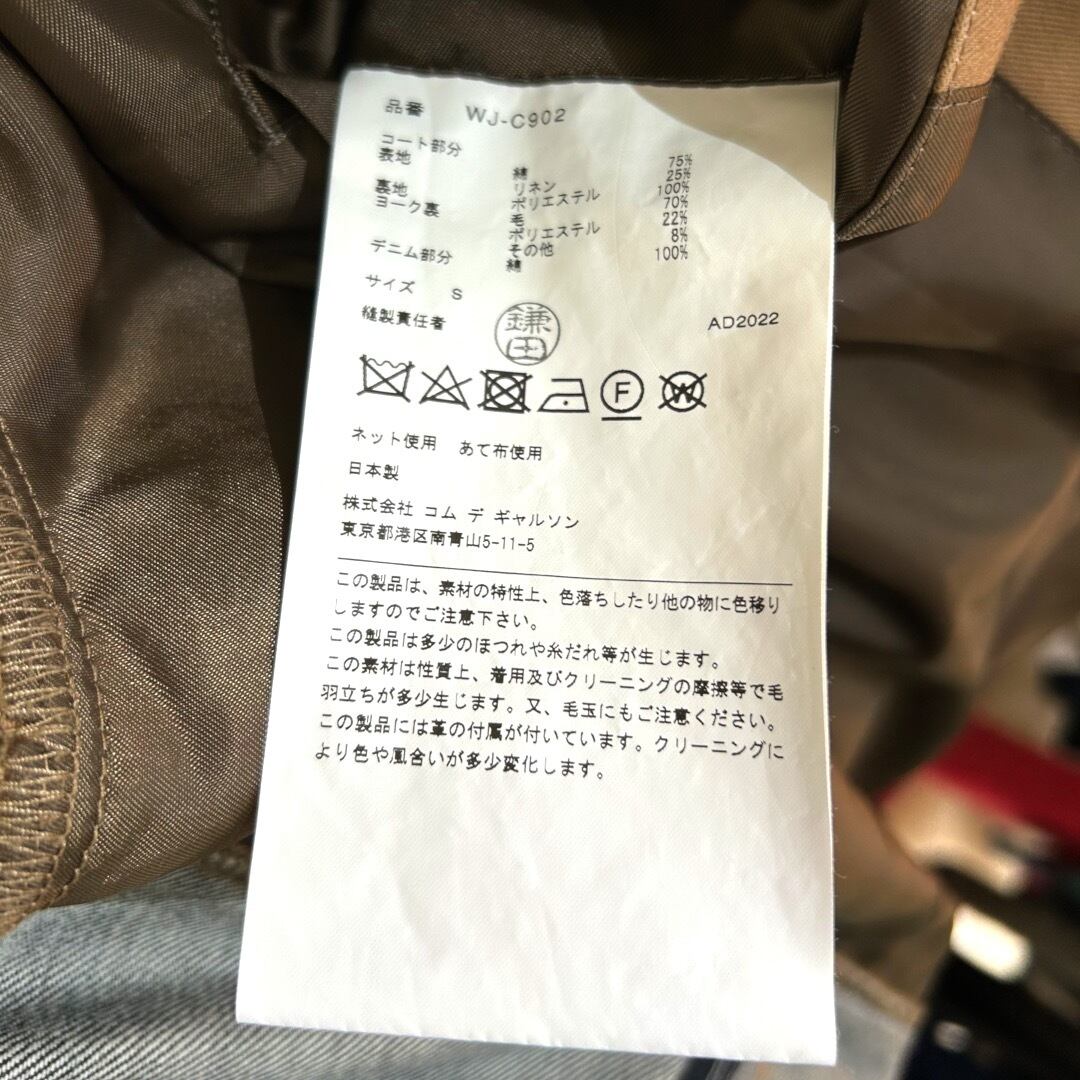 品番 WJ-C902
コート部分
表地 綿 75%
リネン 25%
裏地 ポリエステル 100%
ヨーク裏 毛 70%
ポリエステル 22%
その他 8%
デニム部分 綿 100%
サイズ S
縫製責任者 鎌田 AD2022
F W
ネット使用 あて布使用
日本製
株式会社 コム デ ギャルソン
東京都港区南青山5-11-5
この製品は、素材の特性上、色落ちしたり他の物に色移り
しますのでご注意下さい。
この製品は多少のほつれや糸だれ等が生じます。
この素材は性質上、着用及びクリーニングの摩擦等で毛
羽立ちが多少生じます。又、毛玉にもご注意ください。
この製品には革の付属が付いています。クリーニングに
より色や風合いが多少変化します。